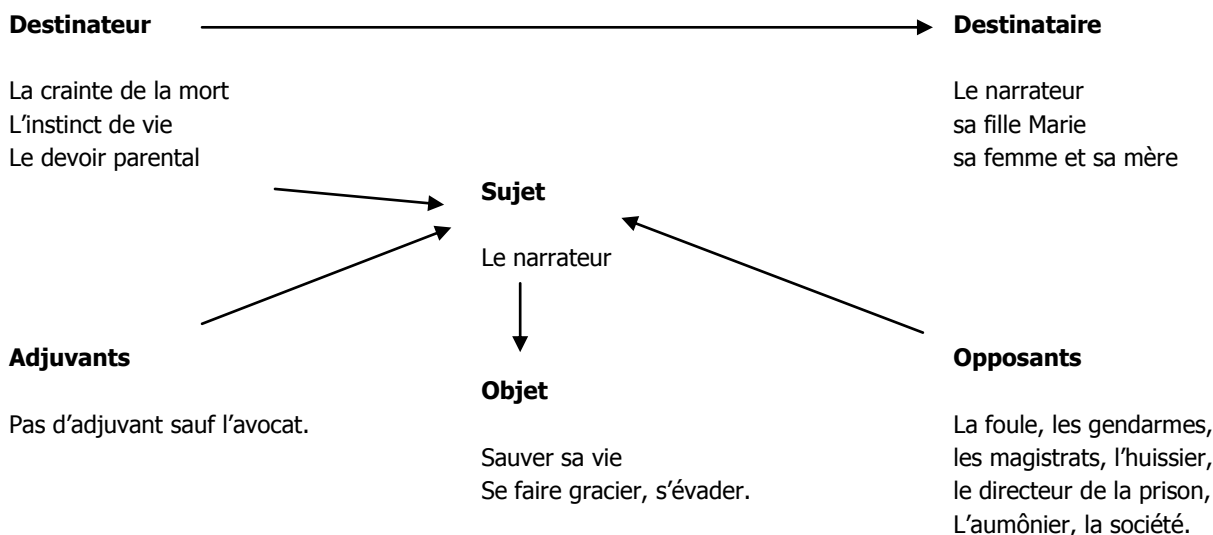 Destinateur
Destinataire
La crainte de la mort
L'instinct de vie
Le devoir parental
Le narrateur
sa fille Marie
sa femme et sa mère
Sujet
Le narrateur
Adjuvants
Pas d'adjuvant sauf l'avocat.
Objet
Sauver sa vie
Se faire gracier, s'évader.
Opposants
La foule, les gendarmes,
les magistrats, l'huissier,
le directeur de la prison,
L'aumônier, la société.